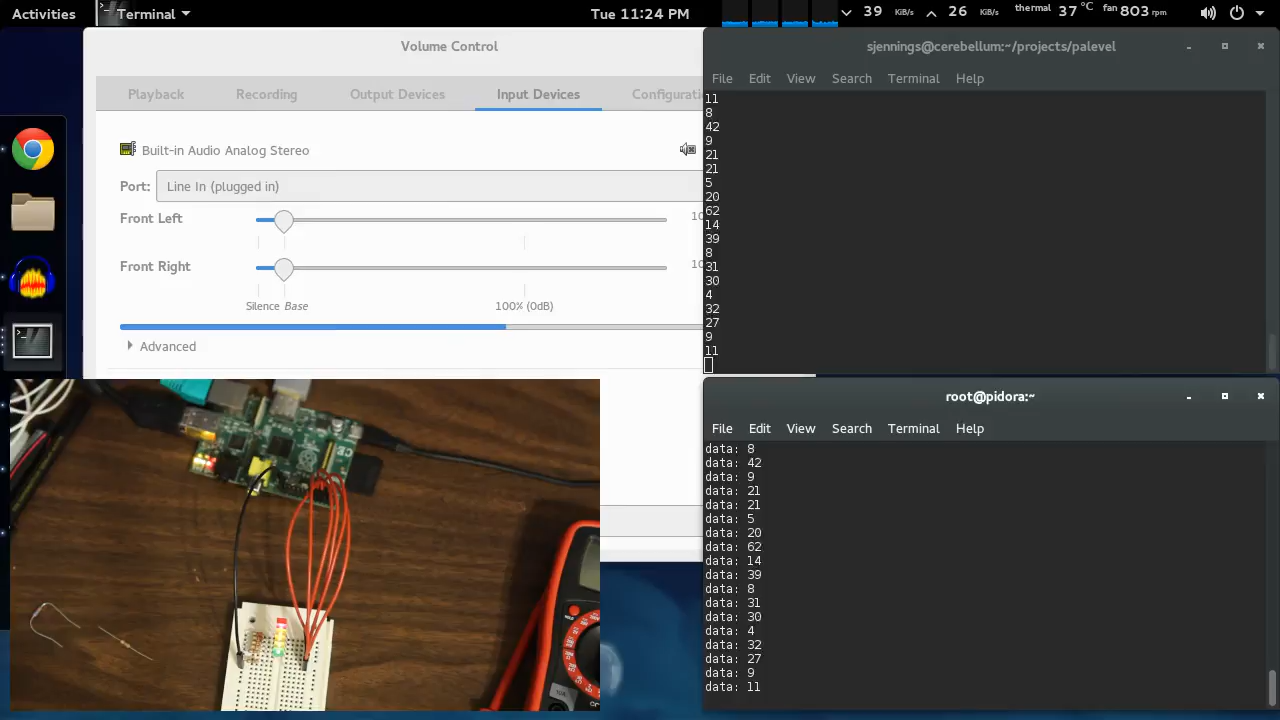 Activities
Terminal
Tue 11:24 PM
39 KiB/s
26 KiB/s
thermal 37 °C
fan 803 rpm
Volume Control
Playback
Recording
Output Devices
Input Devices
Built-in Audio Analog Stereo
Port: Line In (plugged in)
Front Left
Front Right
Silence Base
100% (0dB)
Advanced
sjennings@cerebellum:~/projects/palevel
File Edit View Search Terminal Help
11
8
42
9
21
21
5
20
62
14
39
8
31
30
4
32
27
9
11
root@pidora:~
File Edit View Search Terminal Help
data: 8
data: 42
data: 9
data: 21
data: 21
data: 5
data: 20
data: 62
data: 14
data: 39
data: 8
data: 31
data: 30
data: 4
data: 32
data: 27
data: 9
data: 11